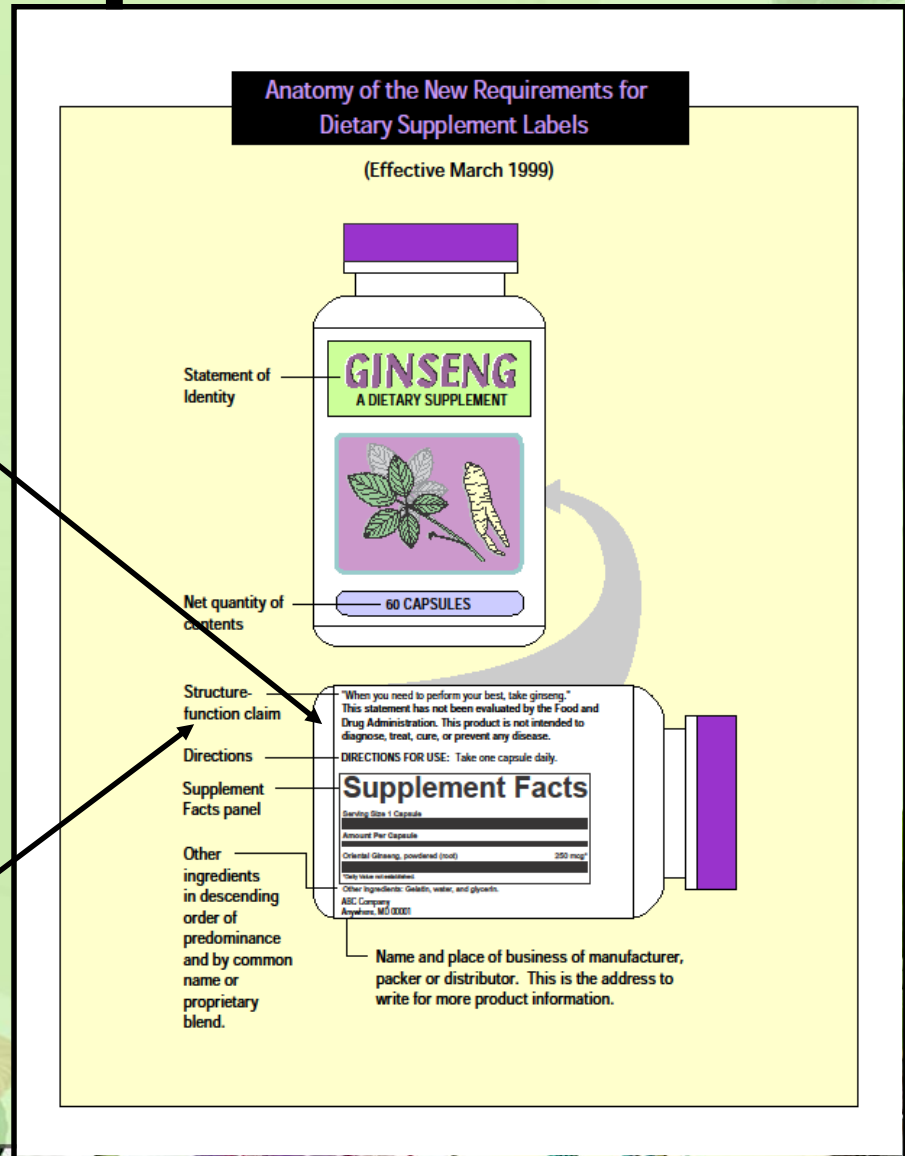 Anatomy of the New Requirements for
Dietary Supplement Labels
(Effective March 1999)
Statement of
Identity
GINSENG
A DIETARY SUPPLEMENT
Net quantity of
contents
60 CAPSULES
Structure-
function claim
"When you need to perform your best, take ginseng."
This statement has not been evaluated by the Food and
Drug Administration. This product is not intended to
diagnose, treat, cure, or prevent any disease.
Directions
DIRECTIONS FOR USE: Take one capsule daily.
Supplement
Facts panel
Supplement Facts
Serving Size 1 Capsule
Amount Per Capsule
Oriental Ginseng, powdered (root) 250 mcg*
*Daily Value not established.
Other
ingredients
in descending
order of
predominance
and by common
name or
proprietary
blend.
Other ingredients: Gelatin, water, and glycerin.
ABC Company
Anywhere, MD 00001
Name and place of business of manufacturer,
packer or distributor. This is the address to
write for more product information.